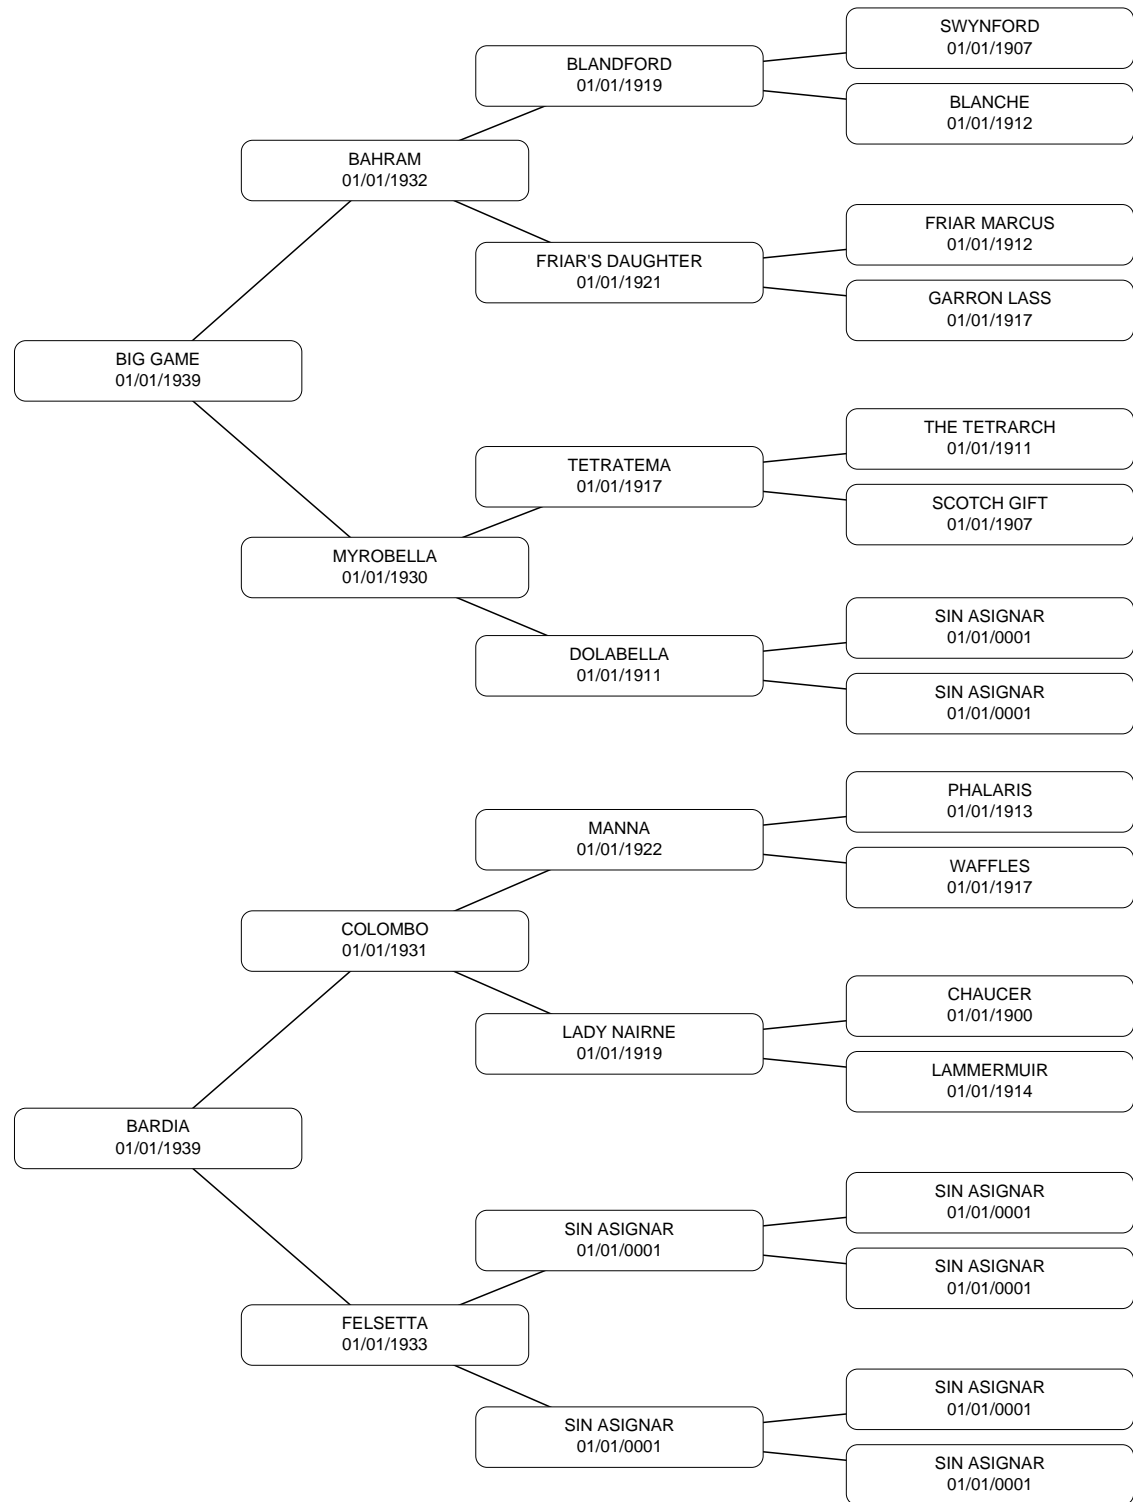 SWYNFORD
01/01/1907
BLANDFORD
01/01/1919
BLANCHE
01/01/1912
BAHRAM
01/01/1932
FRIAR MARCUS
01/01/1912
FRIAR'S DAUGHTER
01/01/1921
GARRON LASS
01/01/1917
BIG GAME
01/01/1939
THE TETRARCH
01/01/1911
TETRATEMA
01/01/1917
SCOTCH GIFT
01/01/1907
MYROBELLA
01/01/1930
SIN ASIGNAR
01/01/0001
DOLABELLA
01/01/1911
SIN ASIGNAR
01/01/0001
PHALARIS
01/01/1913
MANNA
01/01/1922
WAFFLES
01/01/1917
COLOMBO
01/01/1931
CHAUCER
01/01/1900
LADY NAIRNE
01/01/1919
LAMMERMUIR
01/01/1914
BARDIA
01/01/1939
SIN ASIGNAR
01/01/0001
SIN ASIGNAR
01/01/0001
SIN ASIGNAR
01/01/0001
FELSETTA
01/01/1933
SIN ASIGNAR
01/01/0001
SIN ASIGNAR
01/01/0001
SIN ASIGNAR
01/01/0001